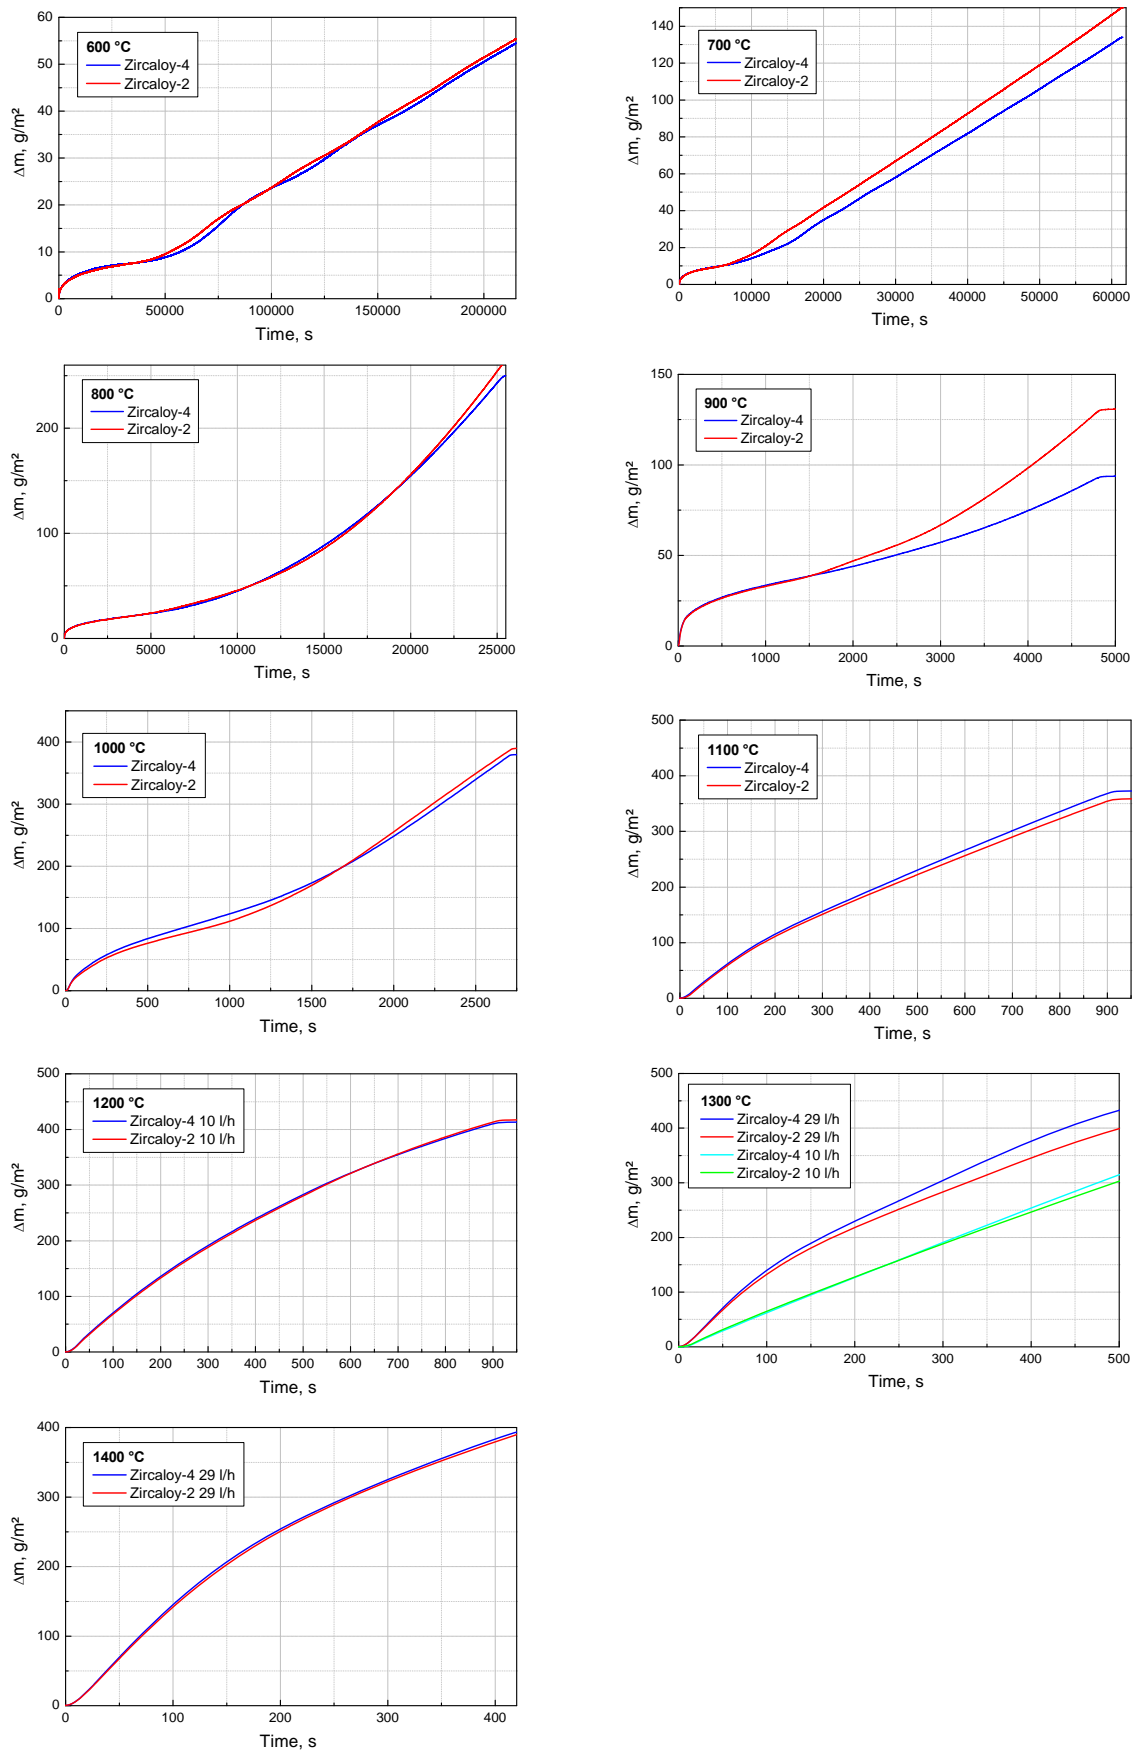 600 °C
Zircaloy-4
Zircaloy-2
Δm, g/m²
60
50
40
30
20
10
0
0 50000 100000 150000 200000
Time, s
700 °C
Zircaloy-4
Zircaloy-2
Δm, g/m²
140
120
100
80
60
40
20
0
0 10000 20000 30000 40000 50000 60000
Time, s
800 °C
Zircaloy-4
Zircaloy-2
Δm, g/m²
200
100
0
0 5000 10000 15000 20000 25000
Time, s
900 °C
Zircaloy-4
Zircaloy-2
Δm, g/m²
150
100
50
0
0 1000 2000 3000 4000 5000
Time, s
1000 °C
Zircaloy-4
Zircaloy-2
Δm, g/m²
400
300
200
100
0
0 500 1000 1500 2000 2500
Time, s
1100 °C
Zircaloy-4
Zircaloy-2
Δm, g/m²
500
400
300
200
100
0
0 100 200 300 400 500 600 700 800 900
Time, s
1200 °C
Zircaloy-4 10 l/h
Zircaloy-2 10 l/h
Δm, g/m²
500
400
300
200
100
0
0 100 200 300 400 500 600 700 800 900
Time, s
1300 °C
Zircaloy-4 29 l/h
Zircaloy-2 29 l/h
Zircaloy-4 10 l/h
Zircaloy-2 10 l/h
Δm, g/m²
500
400
300
200
100
0
0 100 200 300 400 500
Time, s
1400 °C
Zircaloy-4 29 l/h
Zircaloy-2 29 l/h
Δm, g/m²
400
300
200
100
0
0 100 200 300 400
Time, s